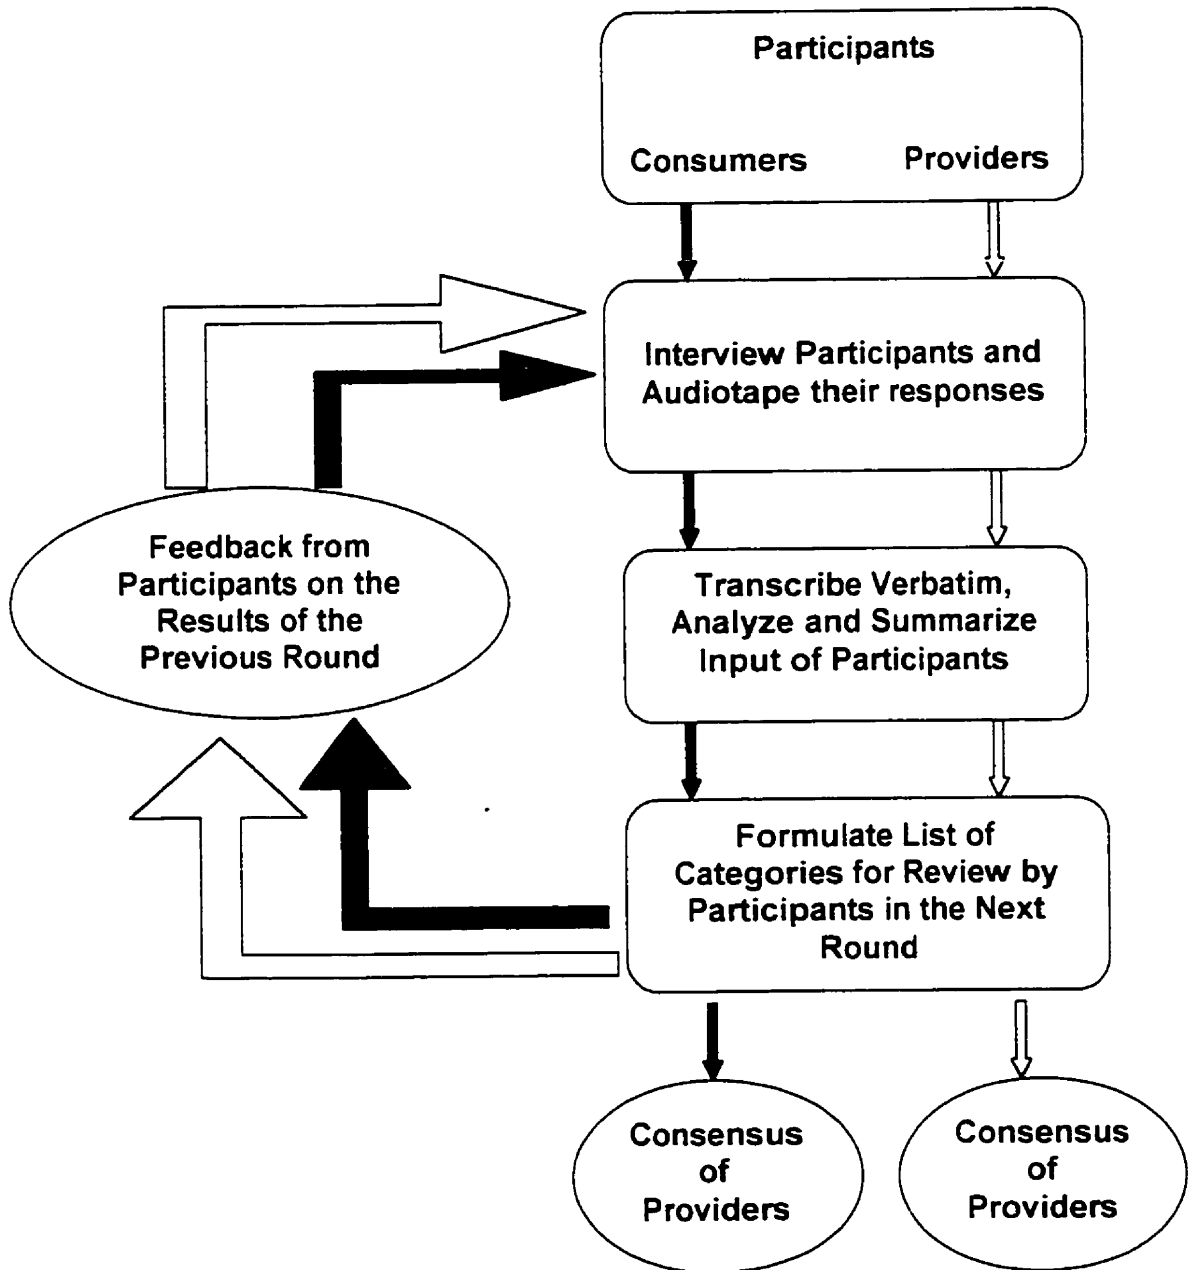 Participants
Consumers Providers
Interview Participants and
Audiotape their responses
Feedback from
Participants on the
Results of the
Previous Round
Transcribe Verbatim,
Analyze and Summarize
Input of Participants
Formulate List of
Categories for Review by
Participants in the Next
Round
Consensus
of
Providers
Consensus
of
Providers